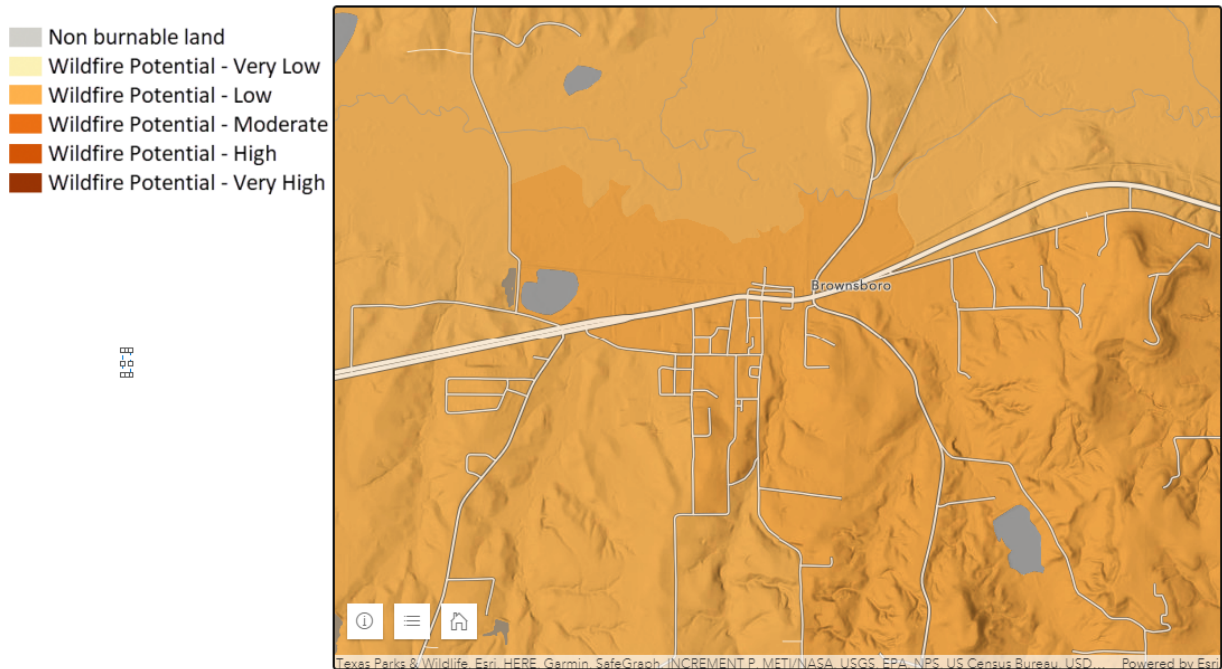 Non burnable land
Wildfire Potential - Very Low
Wildfire Potential - Low
Wildfire Potential - Moderate
Wildfire Potential - High
Wildfire Potential - Very High
Brownsboro
Texas Parks & Wildlife, Esri, HERE, Garmin, SafeGraph, INCREMENT P, METI/NASA, USGS, EPA, NPS, US Census Bureau, USD... Powered by Esri